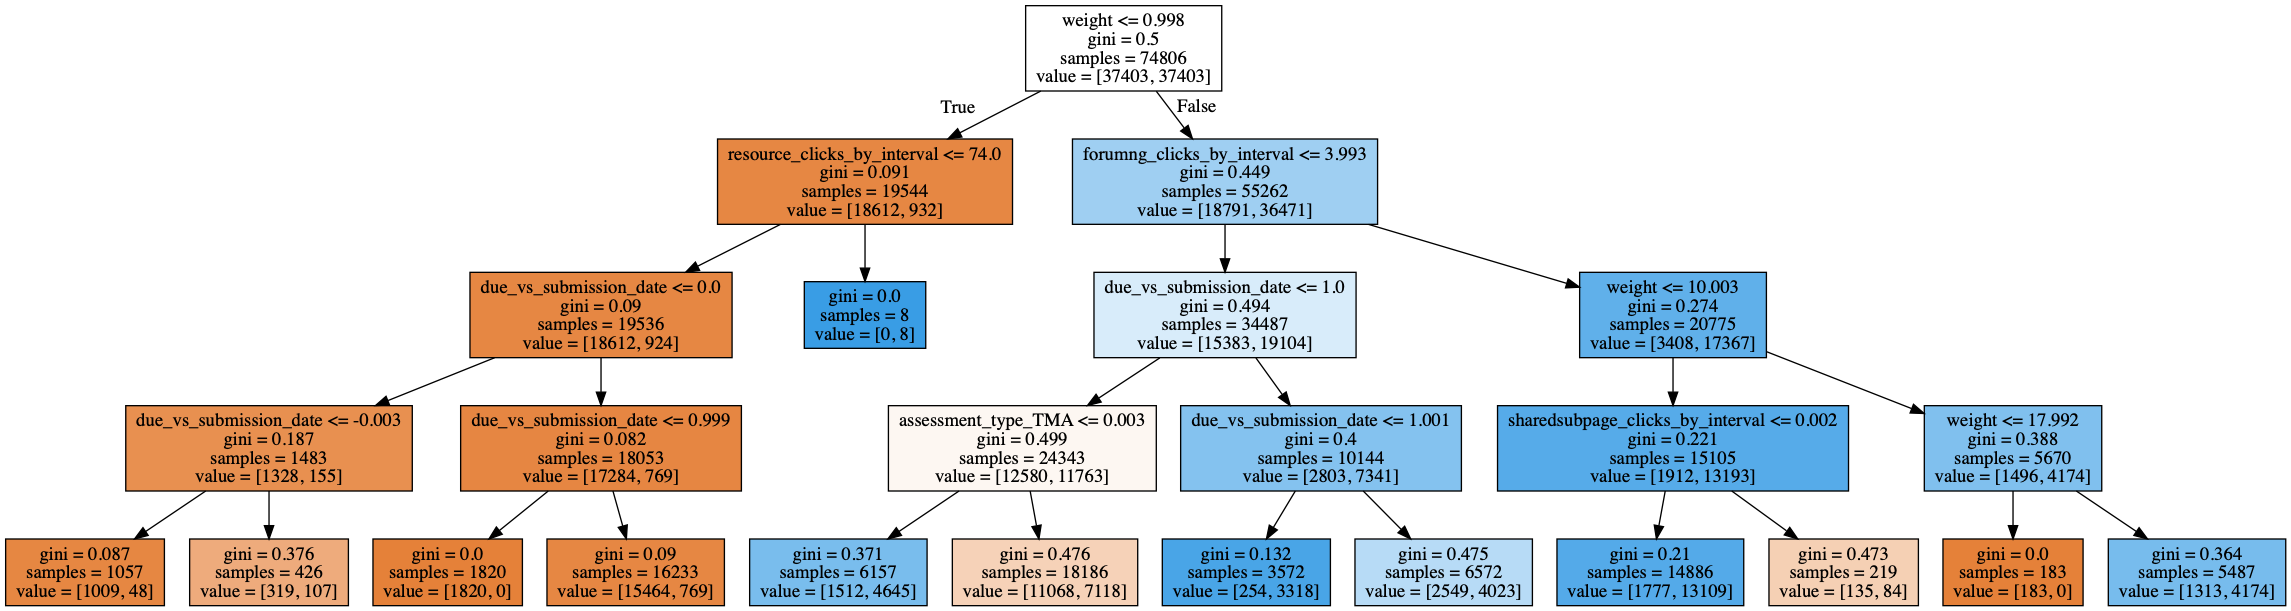 weight <= 0.998
gini = 0.5
samples = 74806
value = [37403, 37403]
True
False
resource_clicks_by_interval <= 74.0
gini = 0.091
samples = 19544
value = [18612, 932]
forumng_clicks_by_interval <= 3.993
gini = 0.449
samples = 55262
value = [18791, 36471]
due_vs_submission_date <= 0.0
gini = 0.09
samples = 19536
value = [18612, 924]
gini = 0.0
samples = 8
value = [0, 8]
due_vs_submission_date <= 1.0
gini = 0.494
samples = 34487
value = [15383, 19104]
weight <= 10.003
gini = 0.274
samples = 20775
value = [3408, 17367]
due_vs_submission_date <= -0.003
gini = 0.187
samples = 1483
value = [1328, 155]
due_vs_submission_date <= 0.999
gini = 0.082
samples = 18053
value = [17284, 769]
assessment_type_TMA <= 0.003
gini = 0.499
samples = 24343
value = [12580, 11763]
due_vs_submission_date <= 1.001
gini = 0.4
samples = 10144
value = [2803, 7341]
sharedsubpage_clicks_by_interval <= 0.002
gini = 0.221
samples = 15105
value = [1912, 13193]
weight <= 17.992
gini = 0.388
samples = 5670
value = [1496, 4174]
gini = 0.087
samples = 1057
value = [1009, 48]
gini = 0.376
samples = 426
value = [319, 107]
gini = 0.0
samples = 1820
value = [1820, 0]
gini = 0.09
samples = 16233
value = [15464, 769]
gini = 0.371
samples = 6157
value = [1512, 4645]
gini = 0.476
samples = 18186
value = [11068, 7118]
gini = 0.132
samples = 3572
value = [254, 3318]
gini = 0.475
samples = 6572
value = [2549, 4023]
gini = 0.21
samples = 14886
value = [1777, 13109]
gini = 0.473
samples = 219
value = [135, 84]
gini = 0.0
samples = 183
value = [183, 0]
gini = 0.364
samples = 5487
value = [1313, 4174]